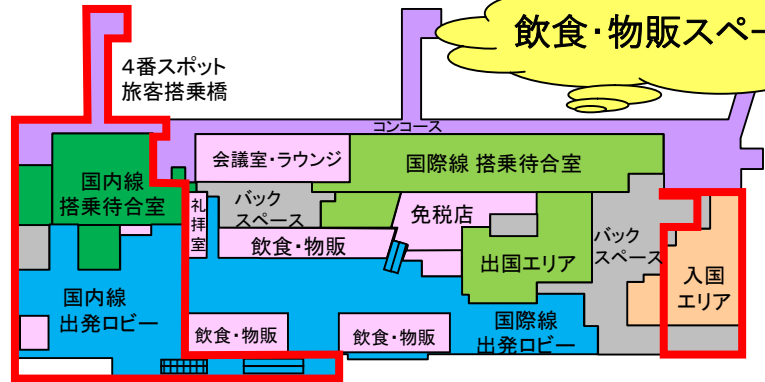 飲食・物販スペー
4番スポット
旅客搭乗橋
コンコース
会議室・ラウンジ
国際線 搭乗待合室
国内線
搭乗待合室
礼
拝
室
バック
スペース
免税店
飲食・物販
出国エリア
バック
スペース
入国
エリア
国内線
出発ロビー
飲食・物販
飲食・物販
国際線
出発ロビー